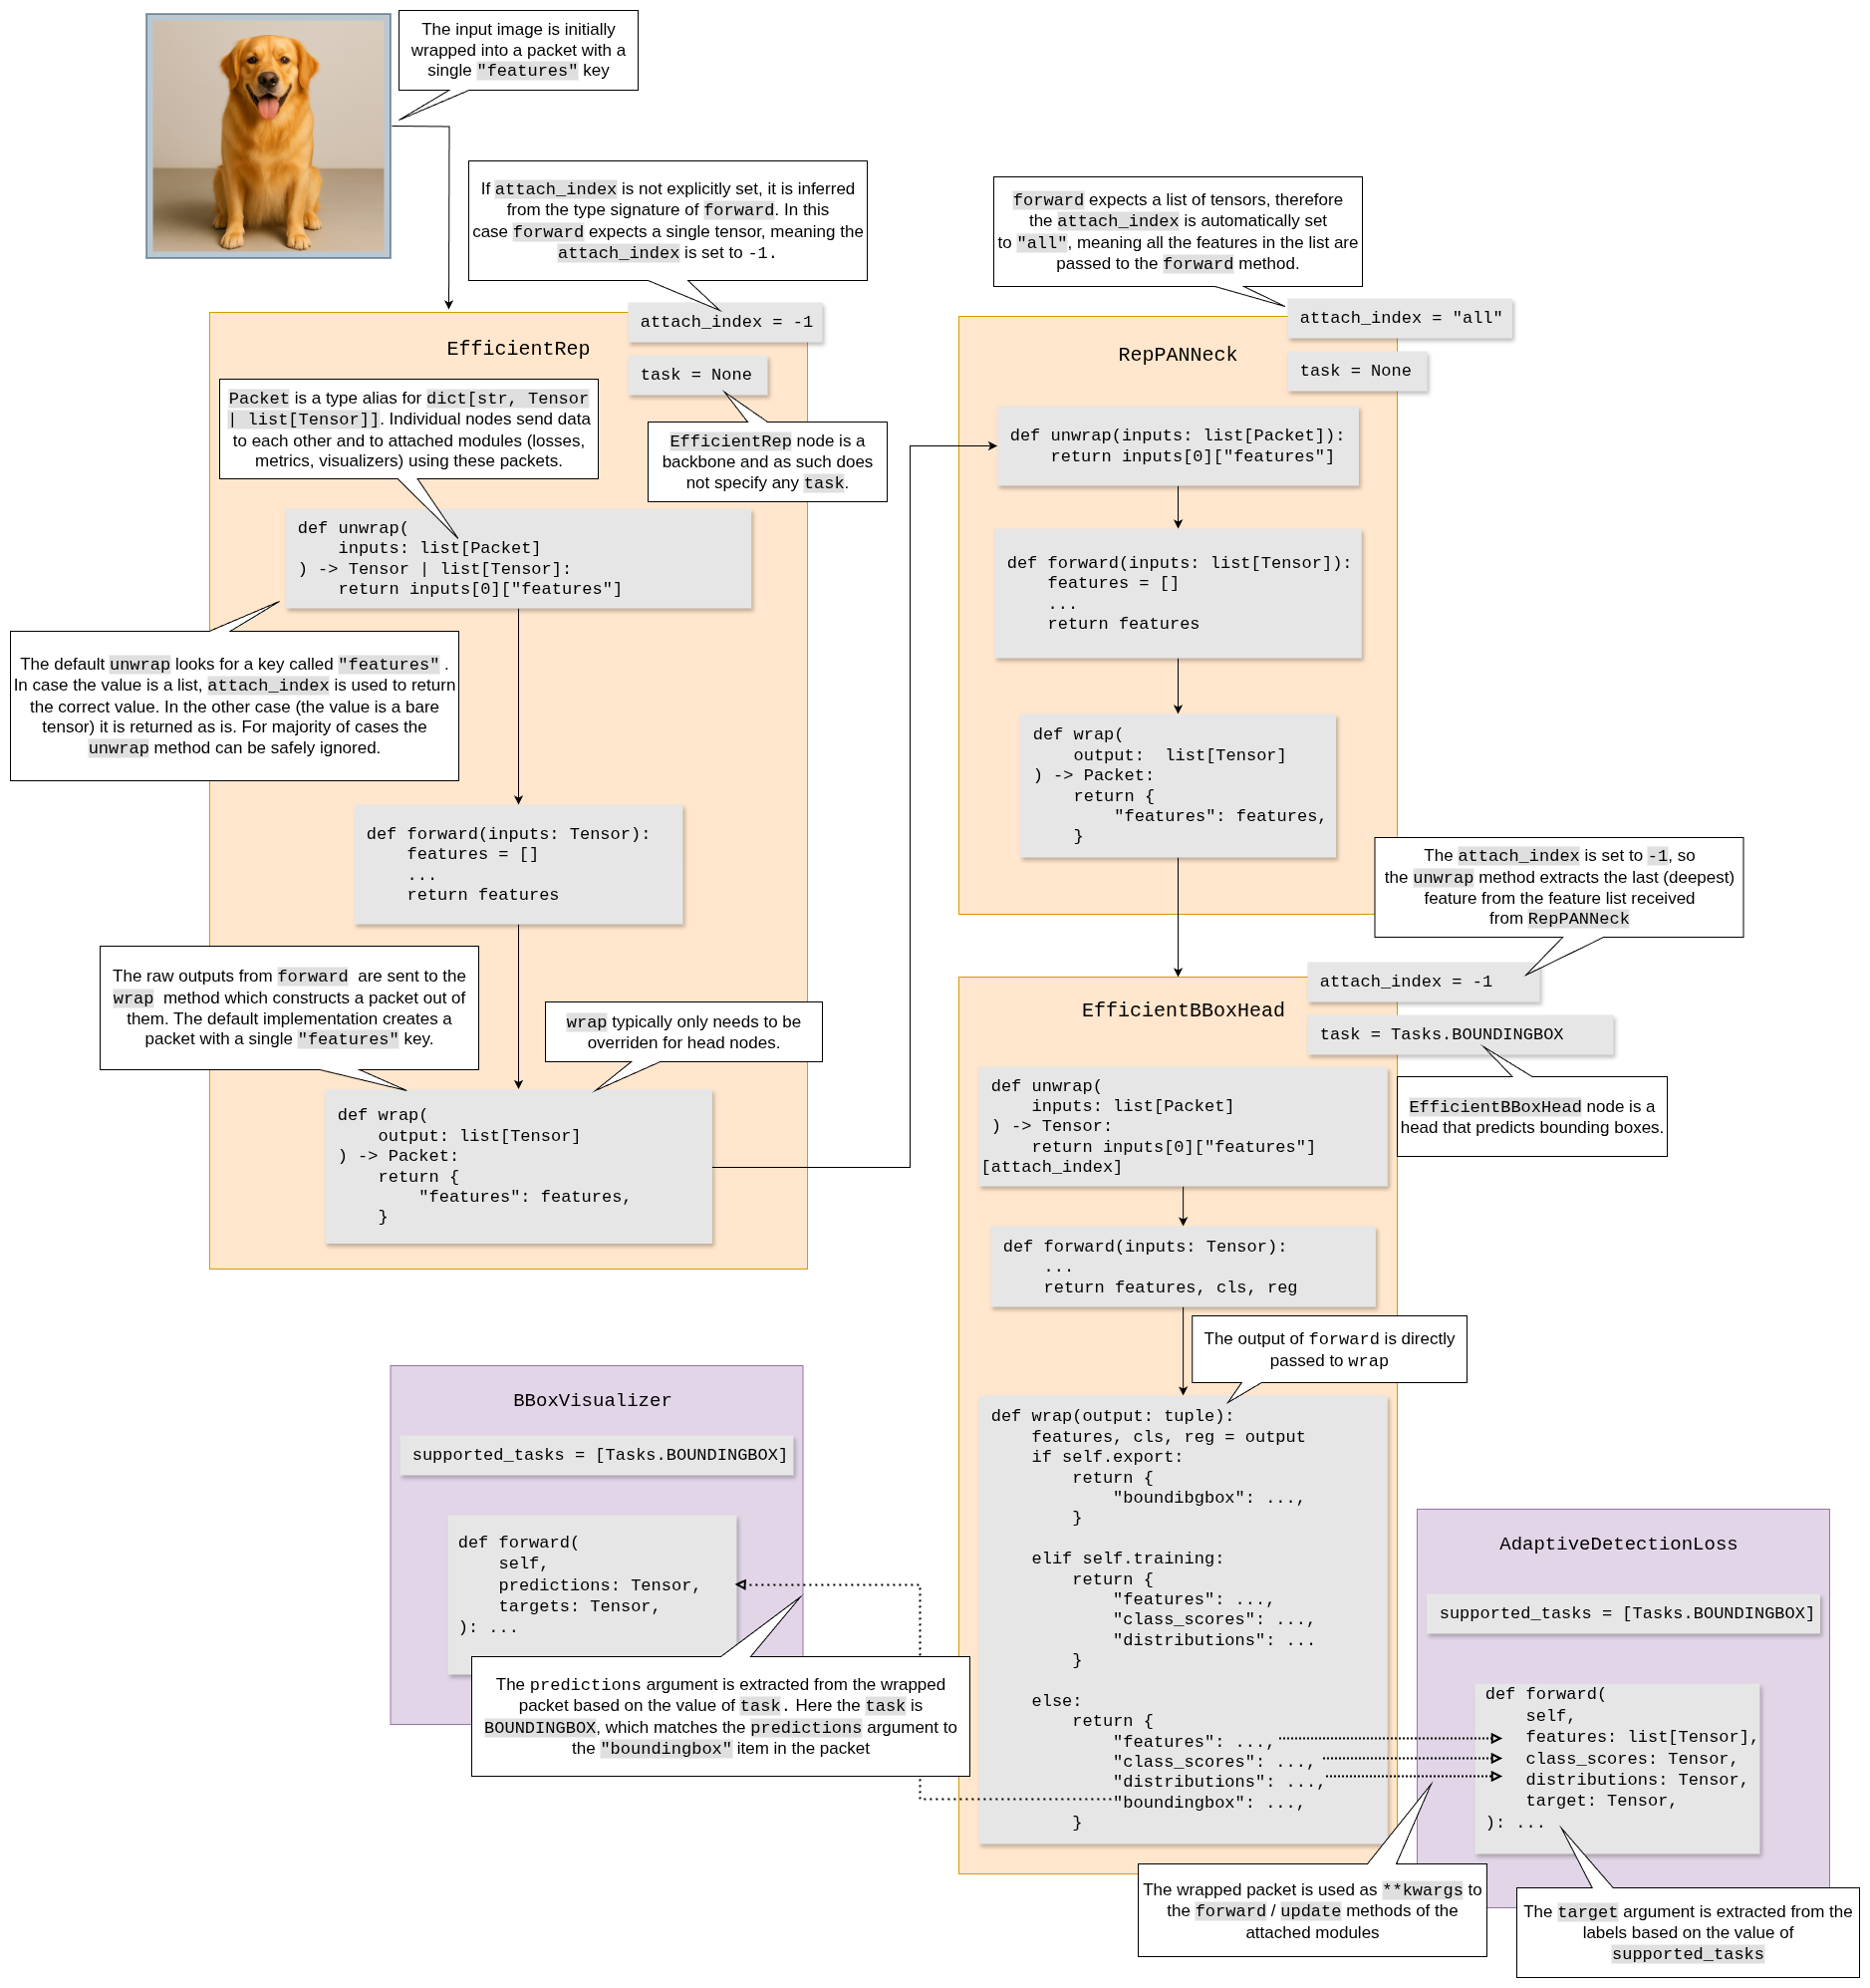 The input image is initially
wrapped into a packet with a
single "features" key
If attach_index is not explicitly set, it is inferred
from the type signature of forward. In this
case forward expects a single tensor, meaning the
attach_index is set to -1.
attach_index = -1
EfficientRep
task = None
Packet is a type alias for dict[str, Tensor
| list[Tensor]]. Individual nodes send data
to each other and to attached modules (losses,
metrics, visualizers) using these packets.
EfficientRep node is a
backbone and as such does
not specify any task.
def unwrap(
    inputs: list[Packet]
) -> Tensor | list[Tensor]:
    return inputs[0]["features"]
The default unwrap looks for a key called "features" .
In case the value is a list, attach_index is used to return
the correct value. In the other case (the value is a bare
tensor) it is returned as is. For majority of cases the
unwrap method can be safely ignored.
def forward(inputs: Tensor):
    features = []
    ...
    return features
The raw outputs from forward are sent to the
wrap method which constructs a packet out of
them. The default implementation creates a
packet with a single "features" key.
wrap typically only needs to be
overriden for head nodes.
def wrap(
    output: list[Tensor]
) -> Packet:
    return {
        "features": features,
    }
forward expects a list of tensors, therefore
the attach_index is automatically set
to "all", meaning all the features in the list are
passed to the forward method.
attach_index = "all"
RepPANNeck
task = None
def unwrap(inputs: list[Packet]):
    return inputs[0]["features"]
def forward(inputs: list[Tensor]):
    features = []
    ...
    return features
def wrap(
    output:  list[Tensor]
) -> Packet:
    return {
        "features": features,
    }
The attach_index is set to -1, so
the unwrap method extracts the last (deepest)
feature from the feature list received
from RepPANNeck
attach_index = -1
EfficientBBoxHead
task = Tasks.BOUNDINGBOX
EfficientBBoxHead node is a
head that predicts bounding boxes.
def unwrap(
    inputs: list[Packet]
) -> Tensor:
    return inputs[0]["features"]
[attach_index]
def forward(inputs: Tensor):
    ...
    return features, cls, reg
The output of forward is directly
passed to wrap
def wrap(output: tuple):
    features, cls, reg = output
    if self.export:
        return {
            "boundibgbox": ...,
        }
    elif self.training:
        return {
            "features": ...,
            "class_scores": ...,
            "distributions": ...
        }
    else:
        return {
            "features": ...,
            "class_scores": ...,
            "distributions": ...,
            "boundingbox": ...,
        }
BBoxVisualizer
supported_tasks = [Tasks.BOUNDINGBOX]
def forward(
    self,
    predictions: Tensor,
    targets: Tensor,
): ...
The predictions argument is extracted from the wrapped
packet based on the value of task. Here the task is
BOUNDINGBOX, which matches the predictions argument to
the "boundingbox" item in the packet
AdaptiveDetectionLoss
supported_tasks = [Tasks.BOUNDINGBOX]
def forward(
    self,
    features: list[Tensor],
    class_scores: Tensor,
    distributions: Tensor,
    target: Tensor,
): ...
The wrapped packet is used as **kwargs to
the forward / update methods of the
attached modules
The target argument is extracted from the
labels based on the value of
supported_tasks